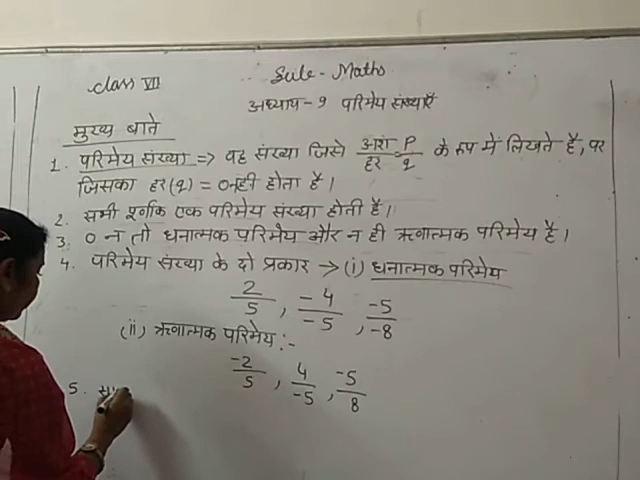 Class VII
Sub- Maths
अध्याय-9 परिमेय संख्याएँ
मुख्य बाते
1. परिमेय संख्या => वह संख्या जिसे अंश/हर = P/q के रूप में लिखते है, पर
जिसका हर(q) = 0 नही होता है।
2. सभी पूर्णांक एक परिमेय संख्या होती है।
3. 0 न तो धनात्मक परिमेय और न ही ऋणात्मक परिमेय है।
4. परिमेय संख्या के दो प्रकार → (i) धनात्मक परिमेय
2/5, -4/-5, -5/-8
(ii) ऋणात्मक परिमेय:-
-2/5, 4/-5, -5/8
5.